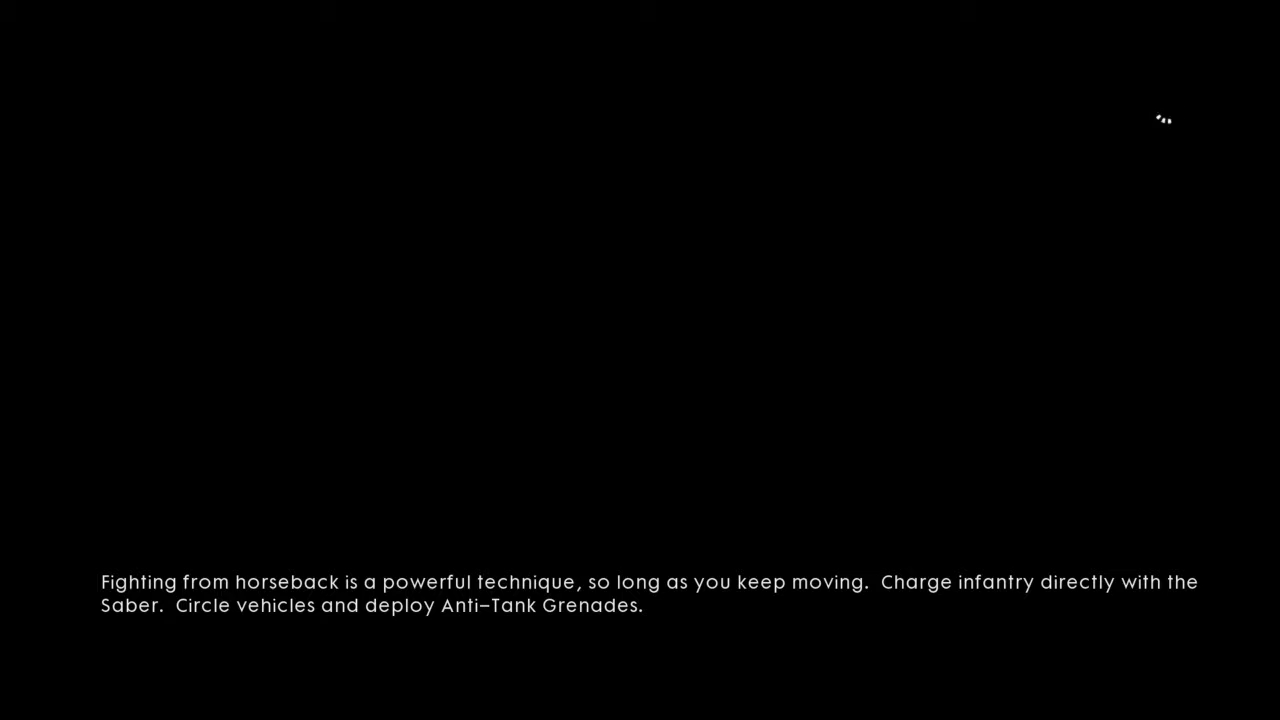 Fighting from horseback is a powerful technique, so long as you keep moving.  Charge infantry directly with the
Saber.  Circle vehicles and deploy Anti-Tank Grenades.